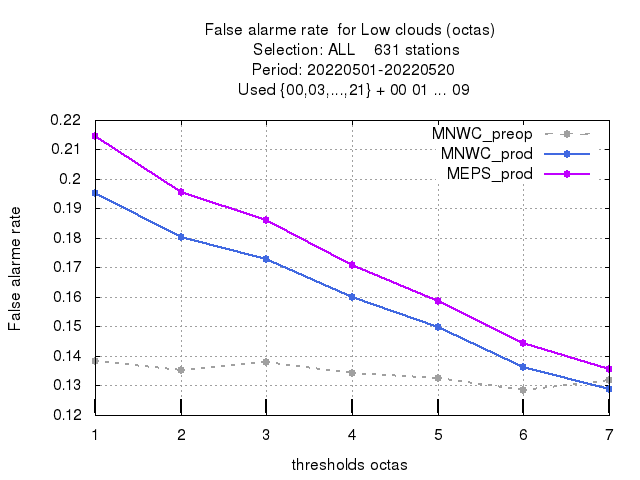 False alarme rate  for Low clouds (octas)
Selection: ALL    631 stations
Period: 20220501-20220520
Used {00,03,...,21} + 00 01 ... 09
MNWC_preop
MNWC_prod
MEPS_prod
False alarme rate
0.22
0.21
0.2
0.19
0.18
0.17
0.16
0.15
0.14
0.13
0.12
1 2 3 4 5 6 7
thresholds octas